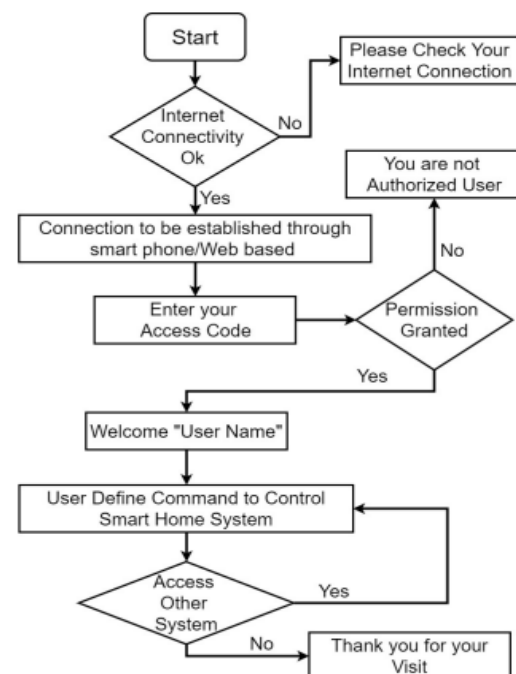 Start
Please Check Your
Internet Connection
Internet
Connectivity
Ok
No
Yes
You are not
Authorized User
Connection to be established through
smart phone/Web based
No
Enter your
Access Code
Permission
Granted
Yes
Welcome "User Name"
User Define Command to Control
Smart Home System
Access
Other
System
Yes
No
Thank you for your
Visit